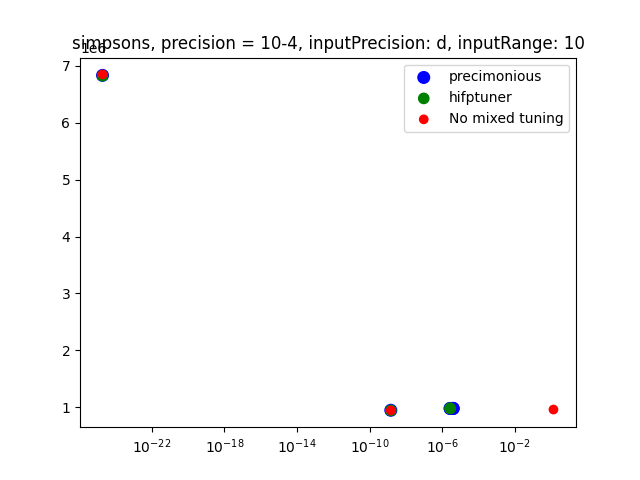 simpsons, precision = 10-4, inputPrecision: d, inputRange: 10
1e6
7
6
5
4
3
2
1
10⁻²² 10⁻¹⁸ 10⁻¹⁴ 10⁻¹⁰ 10⁻⁶ 10⁻²
precimonious
hifptuner
No mixed tuning